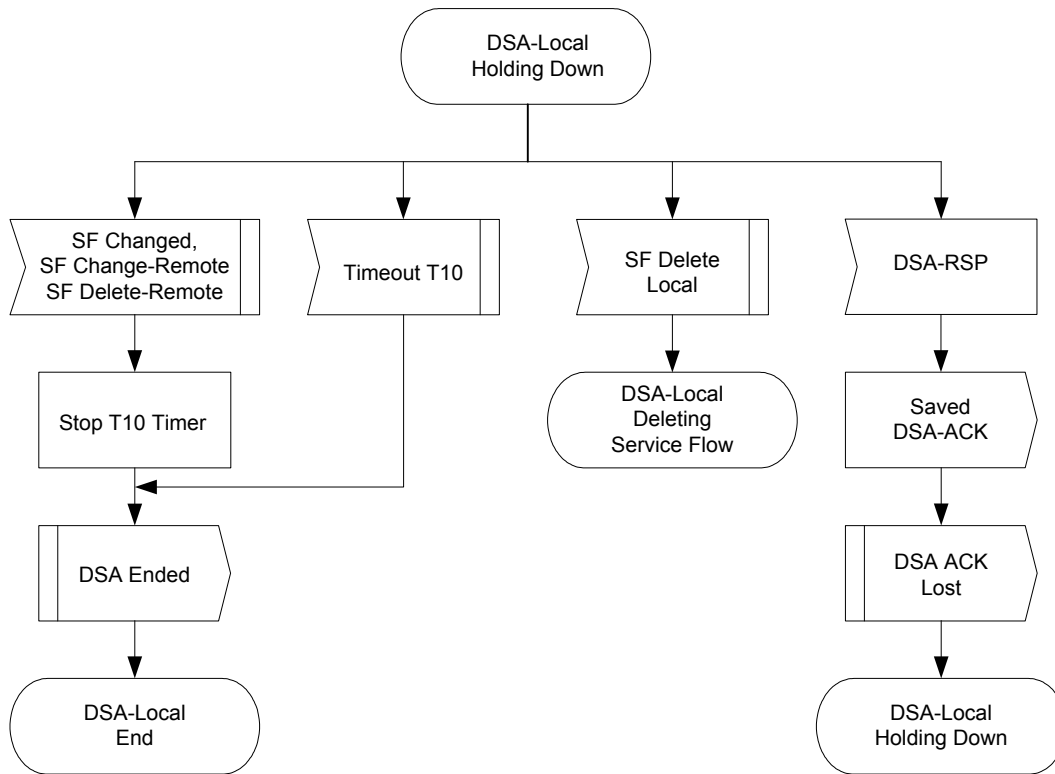 DSA-Local
Holding Down
SF Changed,
SF Change-Remote
SF Delete-Remote
Timeout T10
SF Delete
Local
DSA-RSP
Stop T10 Timer
DSA-Local
Deleting
Service Flow
Saved
DSA-ACK
DSA Ended
DSA ACK
Lost
DSA-Local
End
DSA-Local
Holding Down